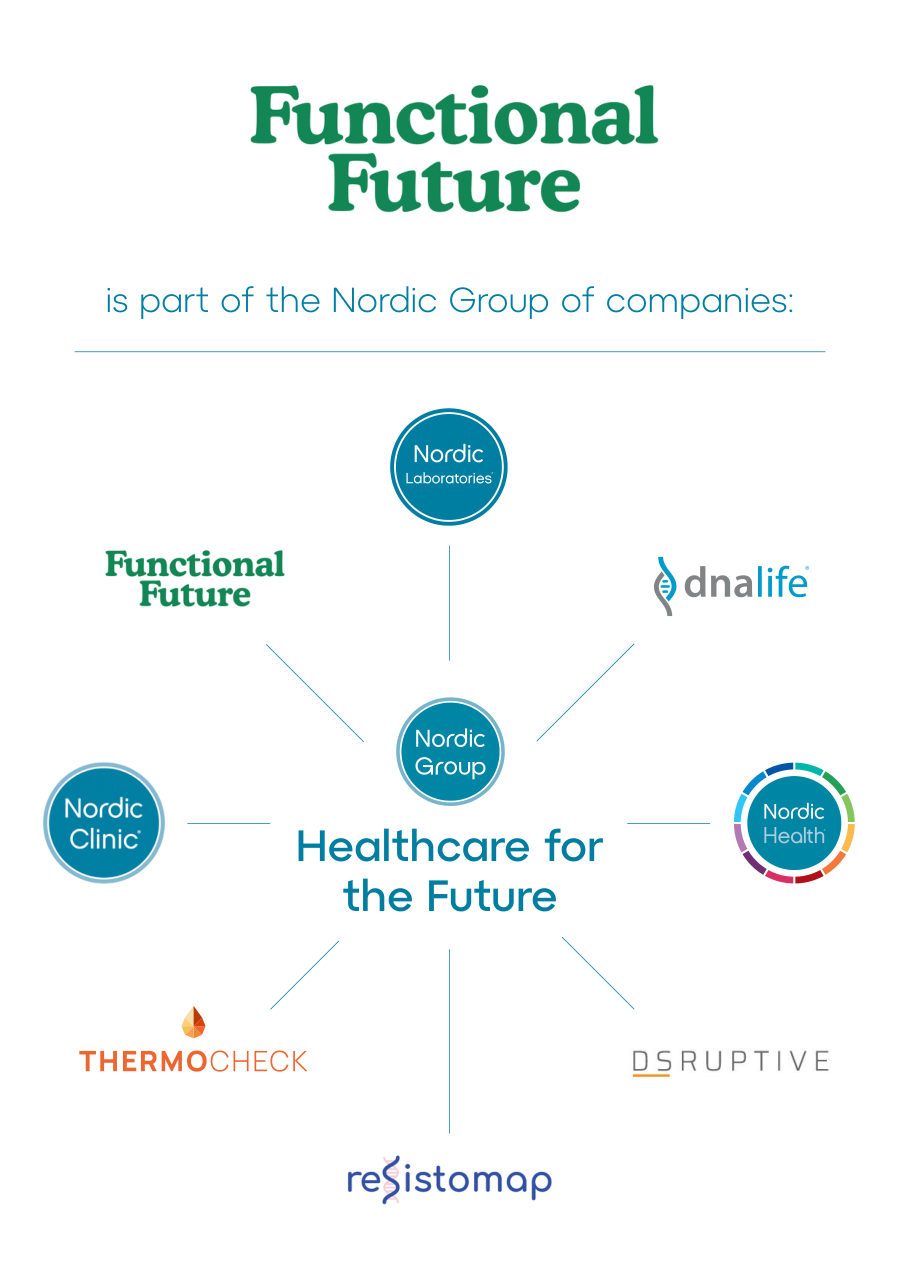 Functional
Future
is part of the Nordic Group of companies:
Nordic
Laboratories
Functional
Future
dnalife®
Nordic
Group
Nordic
Clinic®
Nordic
Health
Healthcare for
the Future
THERMOCHECK
DSRUPTIVE
resistomap